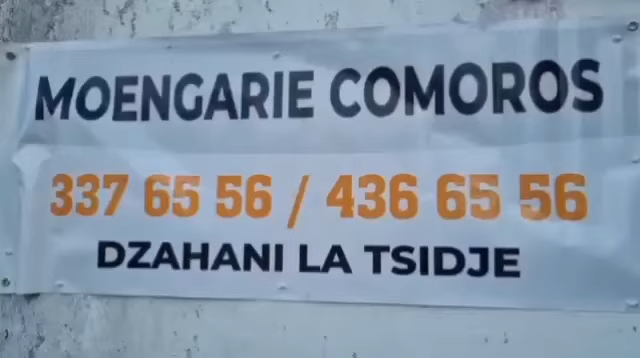 MOENGARIE COMOROS
337 65 56 / 436 65 56
DZAHANI LA TSIDJE